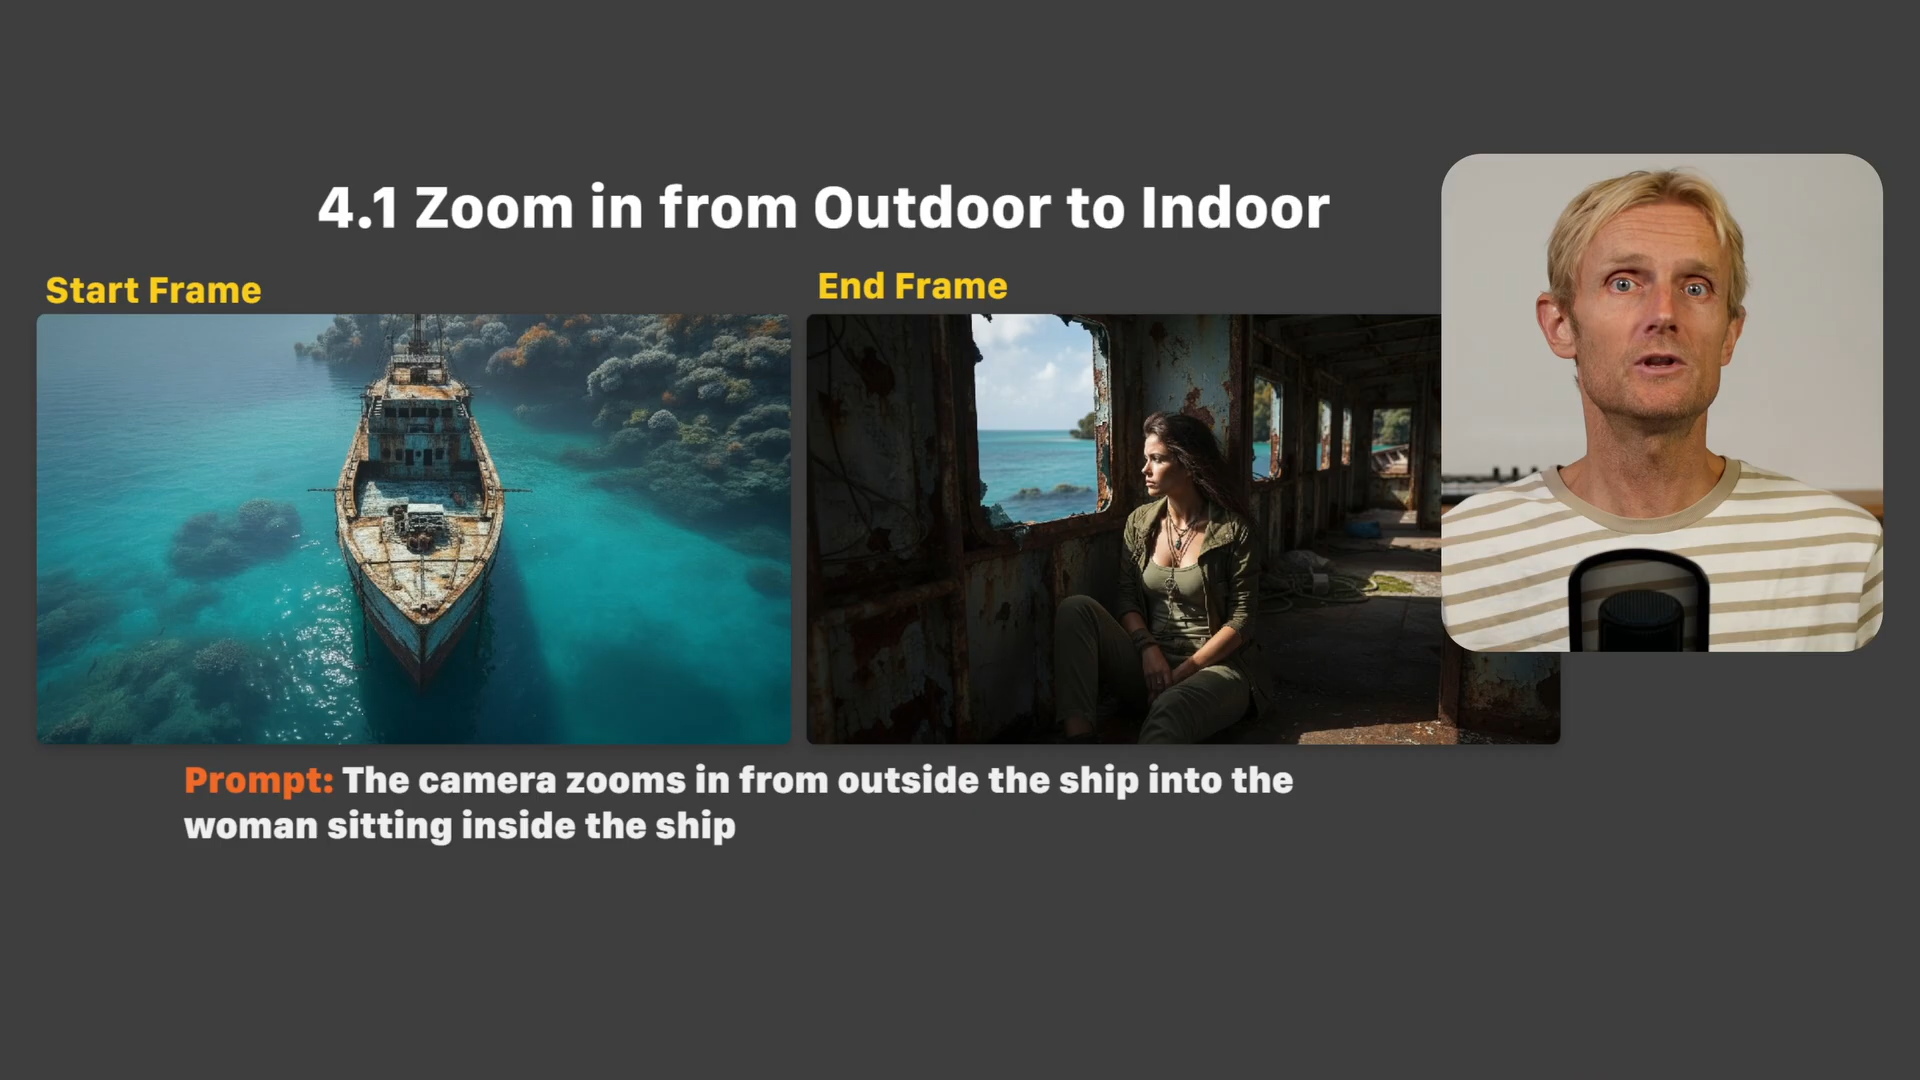 4.1 Zoom in from Outdoor to Indoor
Start Frame
End Frame
Prompt: The camera zooms in from outside the ship into the
woman sitting inside the ship